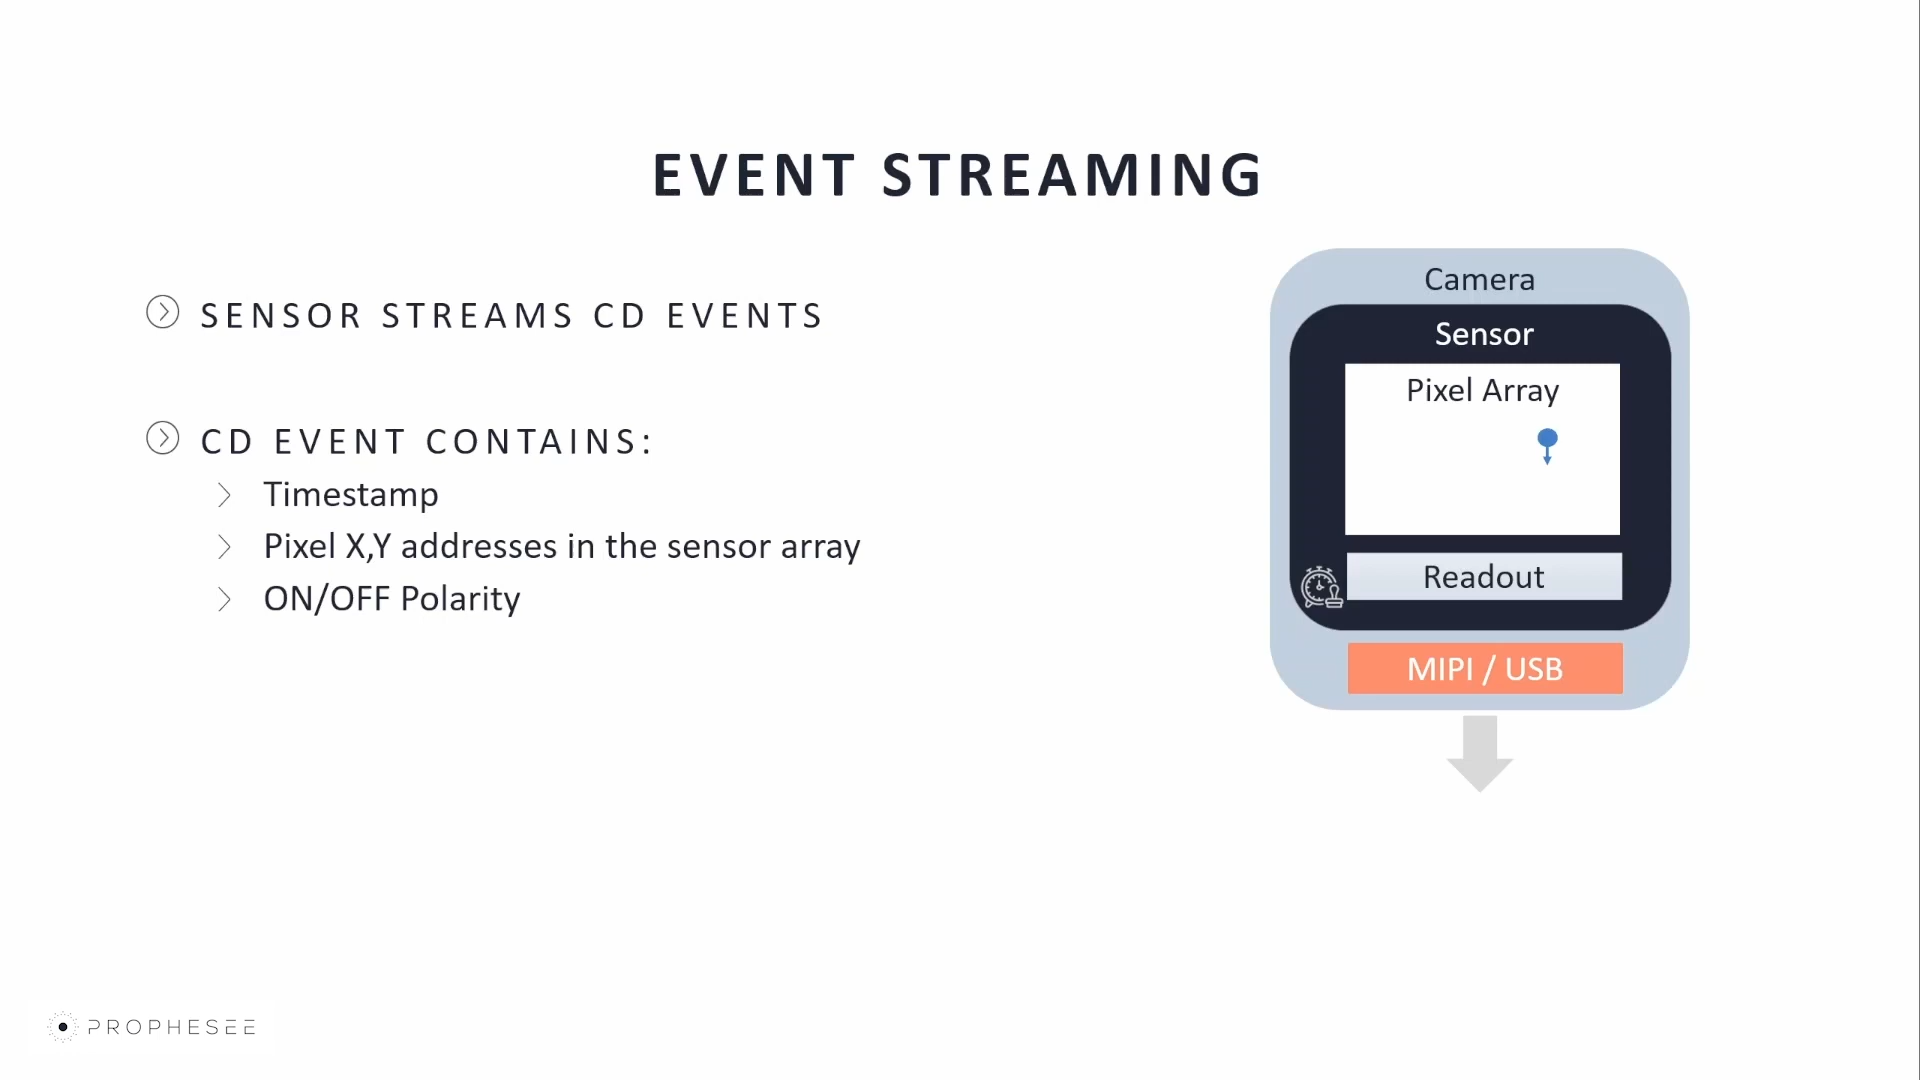 EVENT STREAMING
SENSOR STREAMS CD EVENTS
CD EVENT CONTAINS:
Timestamp
Pixel X,Y addresses in the sensor array
ON/OFF Polarity
Camera
Sensor
Pixel Array
Readout
MIPI / USB
PROPHESEE